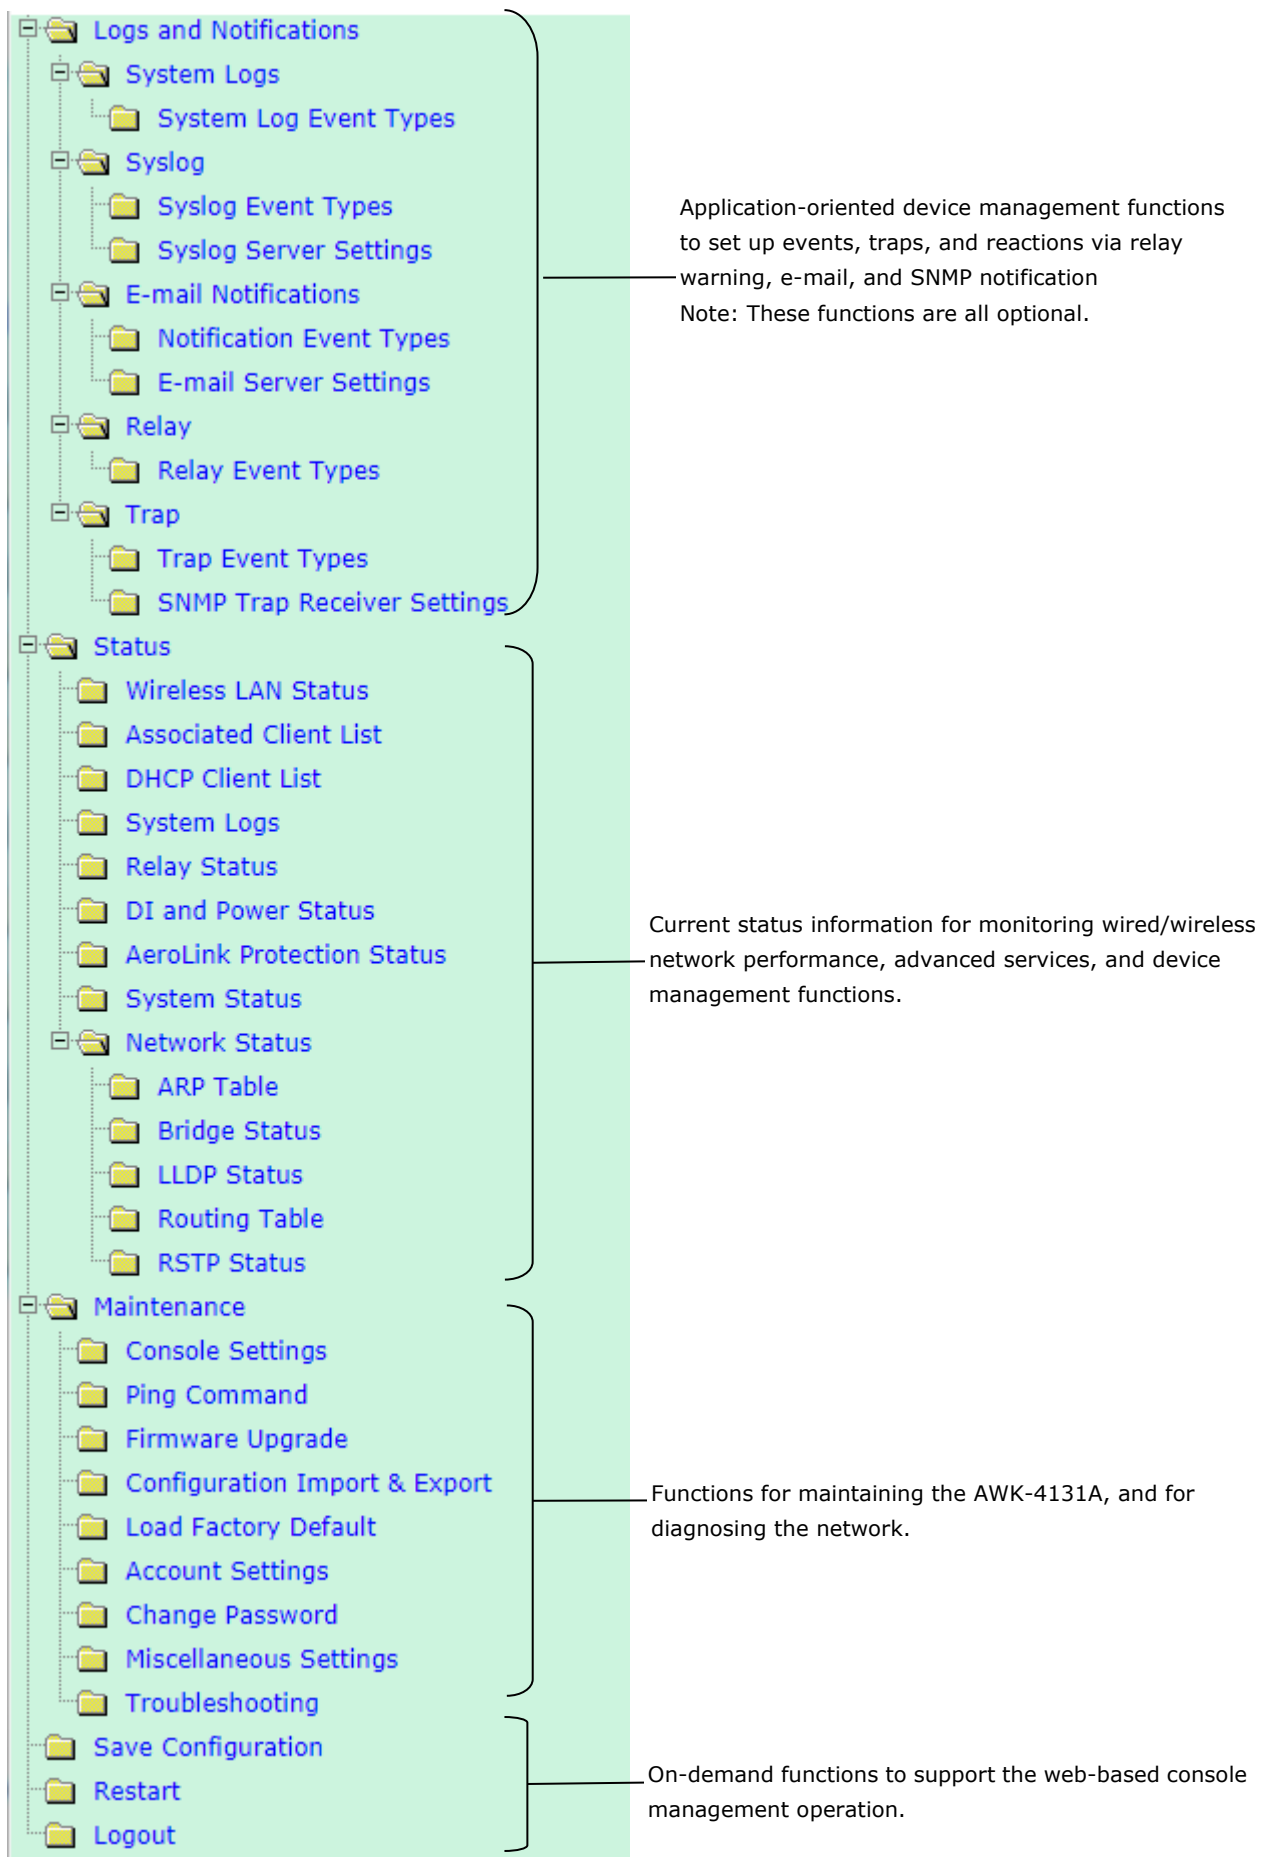 Logs and Notifications
System Logs
System Log Event Types
Syslog
Syslog Event Types
Syslog Server Settings
E-mail Notifications
Notification Event Types
E-mail Server Settings
Relay
Relay Event Types
Trap
Trap Event Types
SNMP Trap Receiver Settings
Application-oriented device management functions
to set up events, traps, and reactions via relay
warning, e-mail, and SNMP notification
Note: These functions are all optional.
Status
Wireless LAN Status
Associated Client List
DHCP Client List
System Logs
Relay Status
DI and Power Status
AeroLink Protection Status
System Status
Network Status
ARP Table
Bridge Status
LLDP Status
Routing Table
RSTP Status
Current status information for monitoring wired/wireless
network performance, advanced services, and device
management functions.
Maintenance
Console Settings
Ping Command
Firmware Upgrade
Configuration Import & Export
Load Factory Default
Account Settings
Change Password
Miscellaneous Settings
Troubleshooting
Functions for maintaining the AWK-4131A, and for
diagnosing the network.
Save Configuration
Restart
Logout
On-demand functions to support the web-based console
management operation.